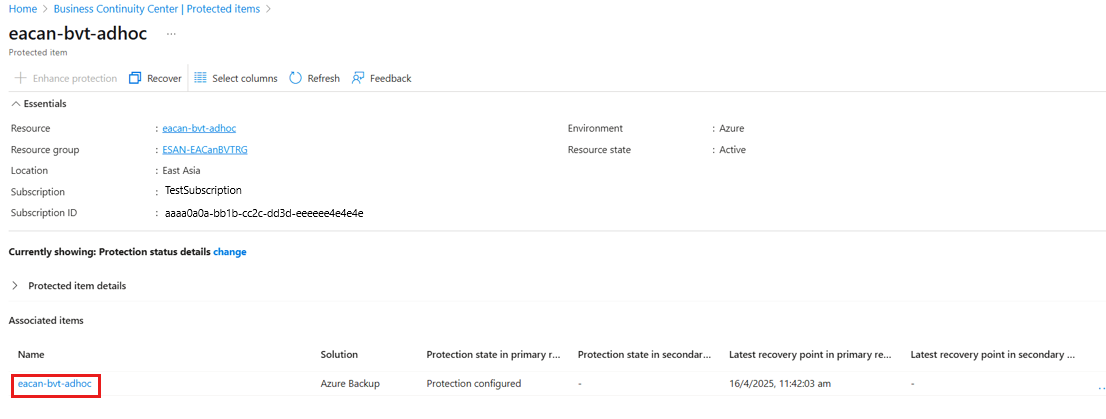 Home > Business Continuity Center | Protected items >
eacan-bvt-adhoc ...
Protected item
Enhance protection Recover Select columns Refresh Feedback
Essentials
Resource : eacan-bvt-adhoc Environment : Azure
Resource group : ESAN-EACanBVTRG Resource state : Active
Location : East Asia
Subscription : TestSubscription
Subscription ID : aaaa0a0a-bb1b-cc2c-dd3d-eeeeee4e4e4e
Currently showing: Protection status details change
Protected item details
Associated items
Name Solution Protection state in primary r... Protection state in secondar... Latest recovery point in primary re... Latest recovery point in secondary ...
eacan-bvt-adhoc Azure Backup Protection configured - 16/4/2025, 11:42:03 am -